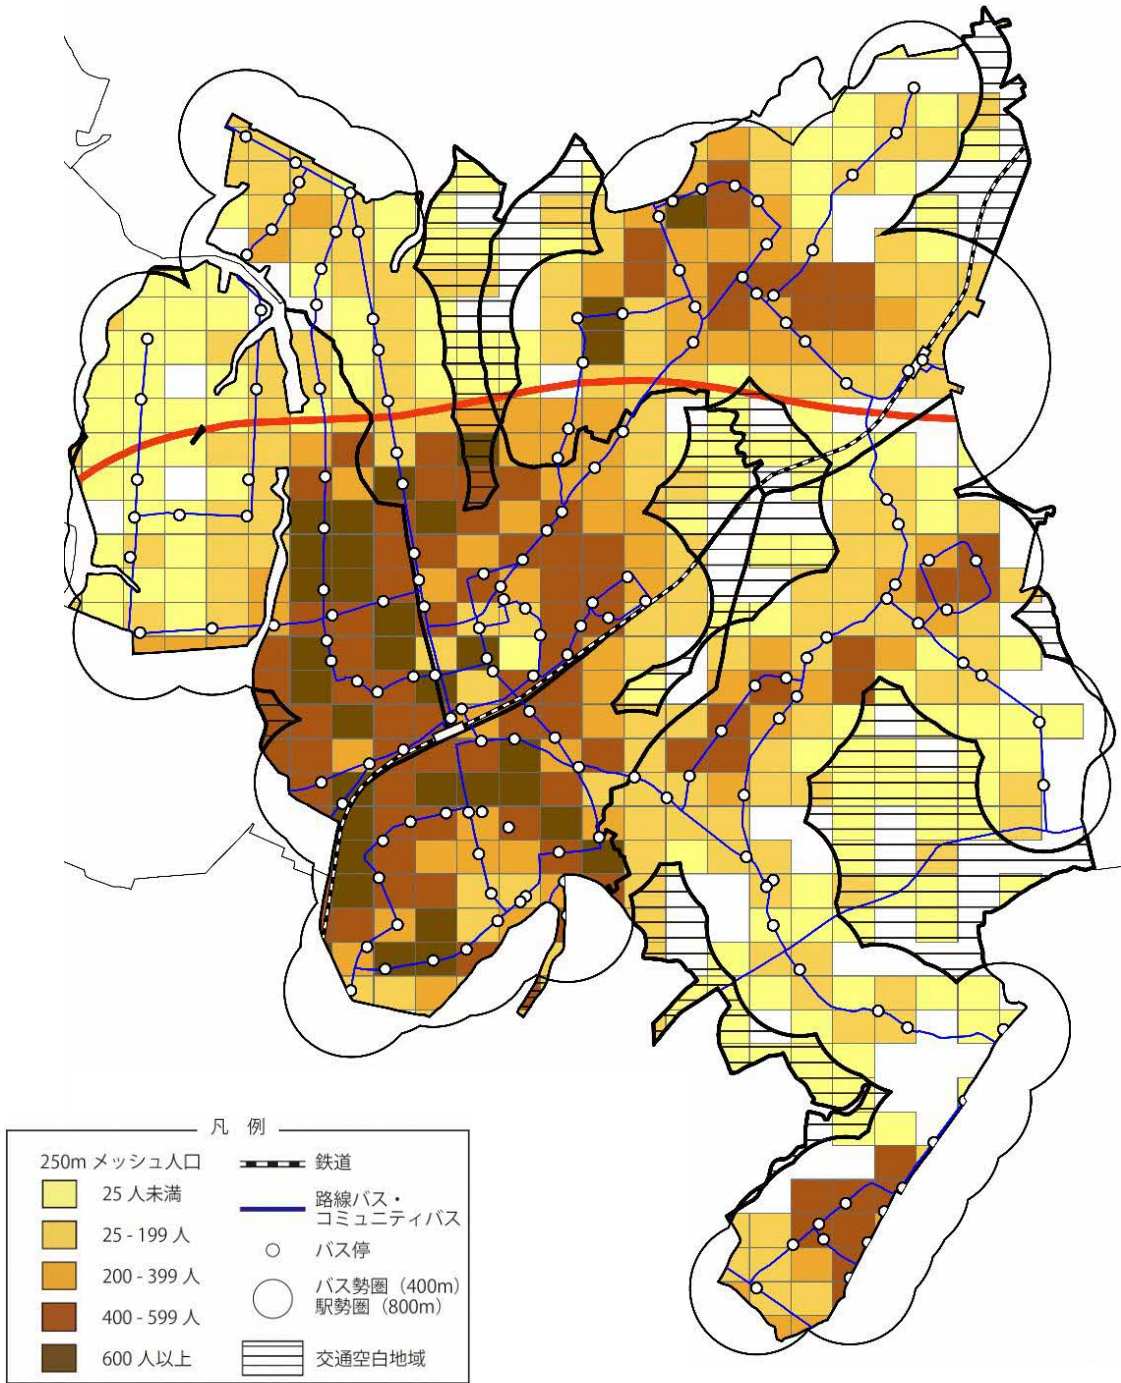 凡 例
250m メッシュ人口
25 人未満
25 - 199 人
200 - 399 人
400 - 599 人
600 人以上
鉄道
路線バス・
コミュニティバス
バス停
バス勢圏（400m）
駅勢圏（800m）
交通空白地域